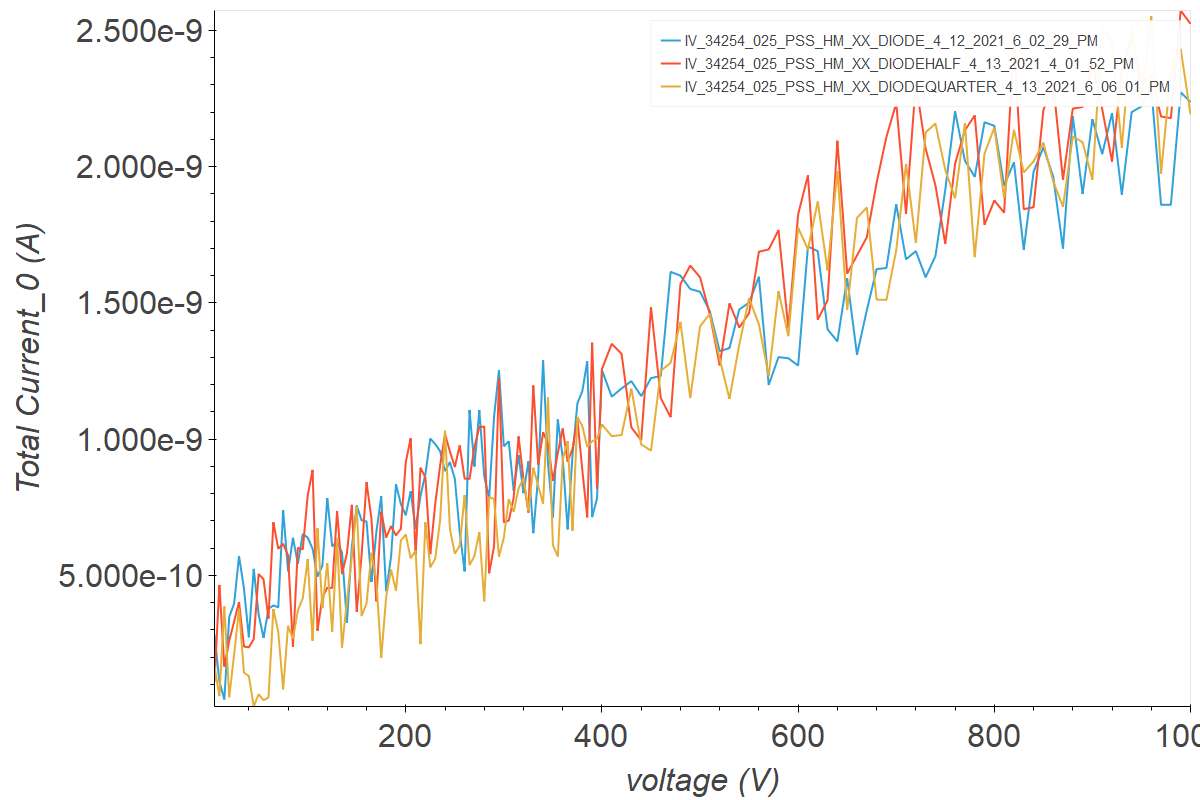 2.500e-9
2.000e-9
1.500e-9
1.000e-9
5.000e-10
Total Current_0 (A)
IV_34254_025_PSS_HM_XX_DIODE_4_12_2021_6_02_29_PM
IV_34254_025_PSS_HM_XX_DIODEHALF_4_13_2021_4_01_52_PM
IV_34254_025_PSS_HM_XX_DIODEQUARTER_4_13_2021_6_06_01_PM
200 400 600 800 100
voltage (V)